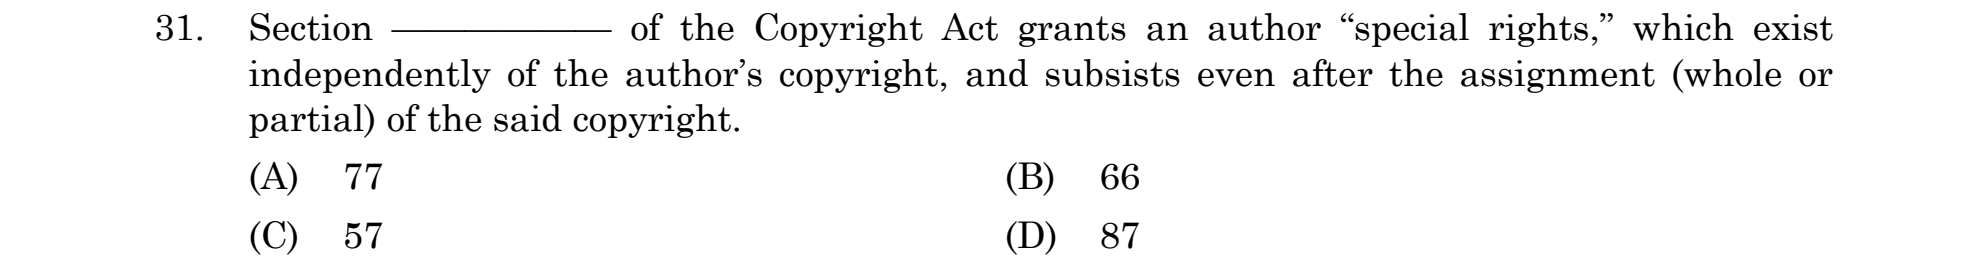 31. Section ————— of the Copyright Act grants an author “special rights,” which exist
independently of the author’s copyright, and subsists even after the assignment (whole or
partial) of the said copyright.
(A) 77 (B) 66
(C) 57 (D) 87